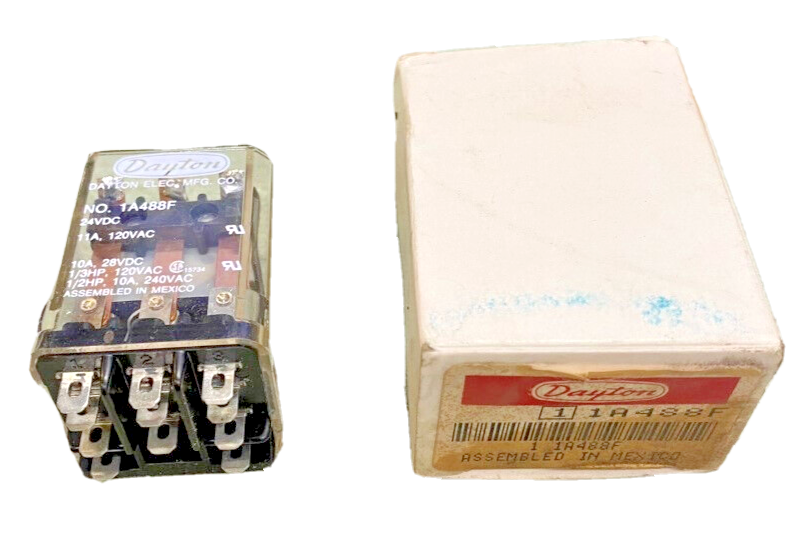 Dayton
DAYTON ELEC. MFG. CO.
NO. 1A488F
24VDC
11A, 120VAC
10A, 28VDC
1/3HP, 120VAC
15734
1/2HP, 10A, 240VAC
ASSEMBLED IN MEXICO
1 2 3
Dayton
1 1A488F
1 1A488F
ASSEMBLED IN MEXICO